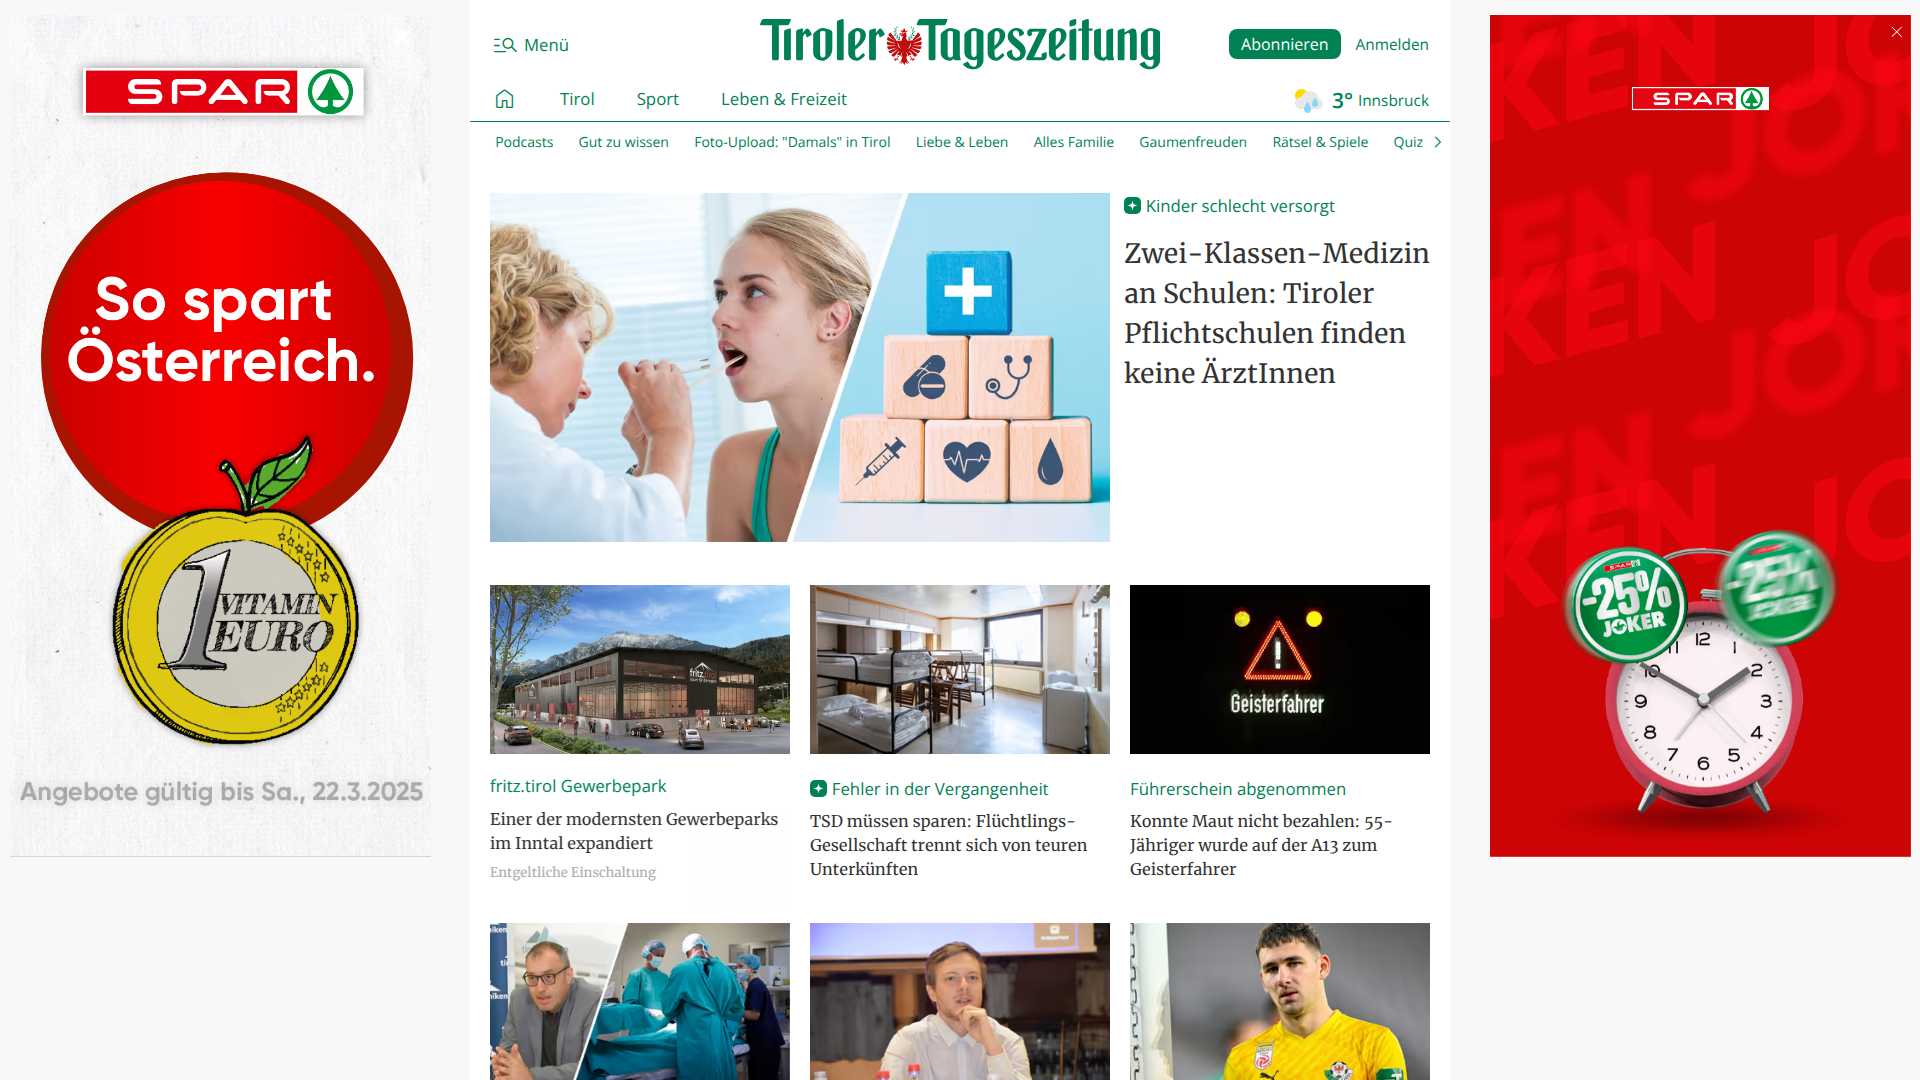 SPAR
So spart
Österreich.
1 VITAMIN
EURO
Angebote gültig bis Sa., 22.3.2025
Menü
Tiroler Tageszeitung
Abonnieren
Anmelden
Tirol
Sport
Leben & Freizeit
3° Innsbruck
Podcasts
Gut zu wissen
Foto-Upload: "Damals" in Tirol
Liebe & Leben
Alles Familie
Gaumenfreuden
Rätsel & Spiele
Quiz
Kinder schlecht versorgt
Zwei-Klassen-Medizin
an Schulen: Tiroler
Pflichtschulen finden
keine ÄrztInnen
fritz.tirol Gewerbepark
Einer der modernsten Gewerbeparks
im Inntal expandiert
Entgeltliche Einschaltung
Fehler in der Vergangenheit
TSD müssen sparen: Flüchtlings-
Gesellschaft trennt sich von teuren
Unterkünften
Geisterfahrer
Führerschein abgenommen
Konnte Maut nicht bezahlen: 55-
Jähriger wurde auf der A13 zum
Geisterfahrer
SPAR
-25%
JOKER
-25%
JOKER
12
1
2
3
4
5
6
7
8
9
10